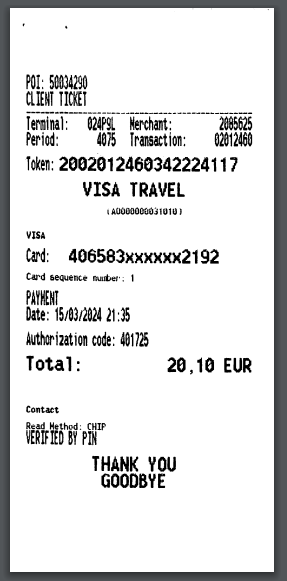 POI: 50034290
CLIENT TICKET
Terminal: 024P9L Merchant: 2085625
Period: 4075 Transaction: 02012460
Token: 2002012460342224117
VISA TRAVEL
(A0000000031010)
VISA
Card: 406583xxxxxx2192
Card sequence number: 1
PAYMENT
Date: 15/03/2024 21:35
Authorization code: 401725
Total: 20,10 EUR
Contact
Read Method: CHIP
VERIFIED BY PIN
THANK YOU
GOODBYE